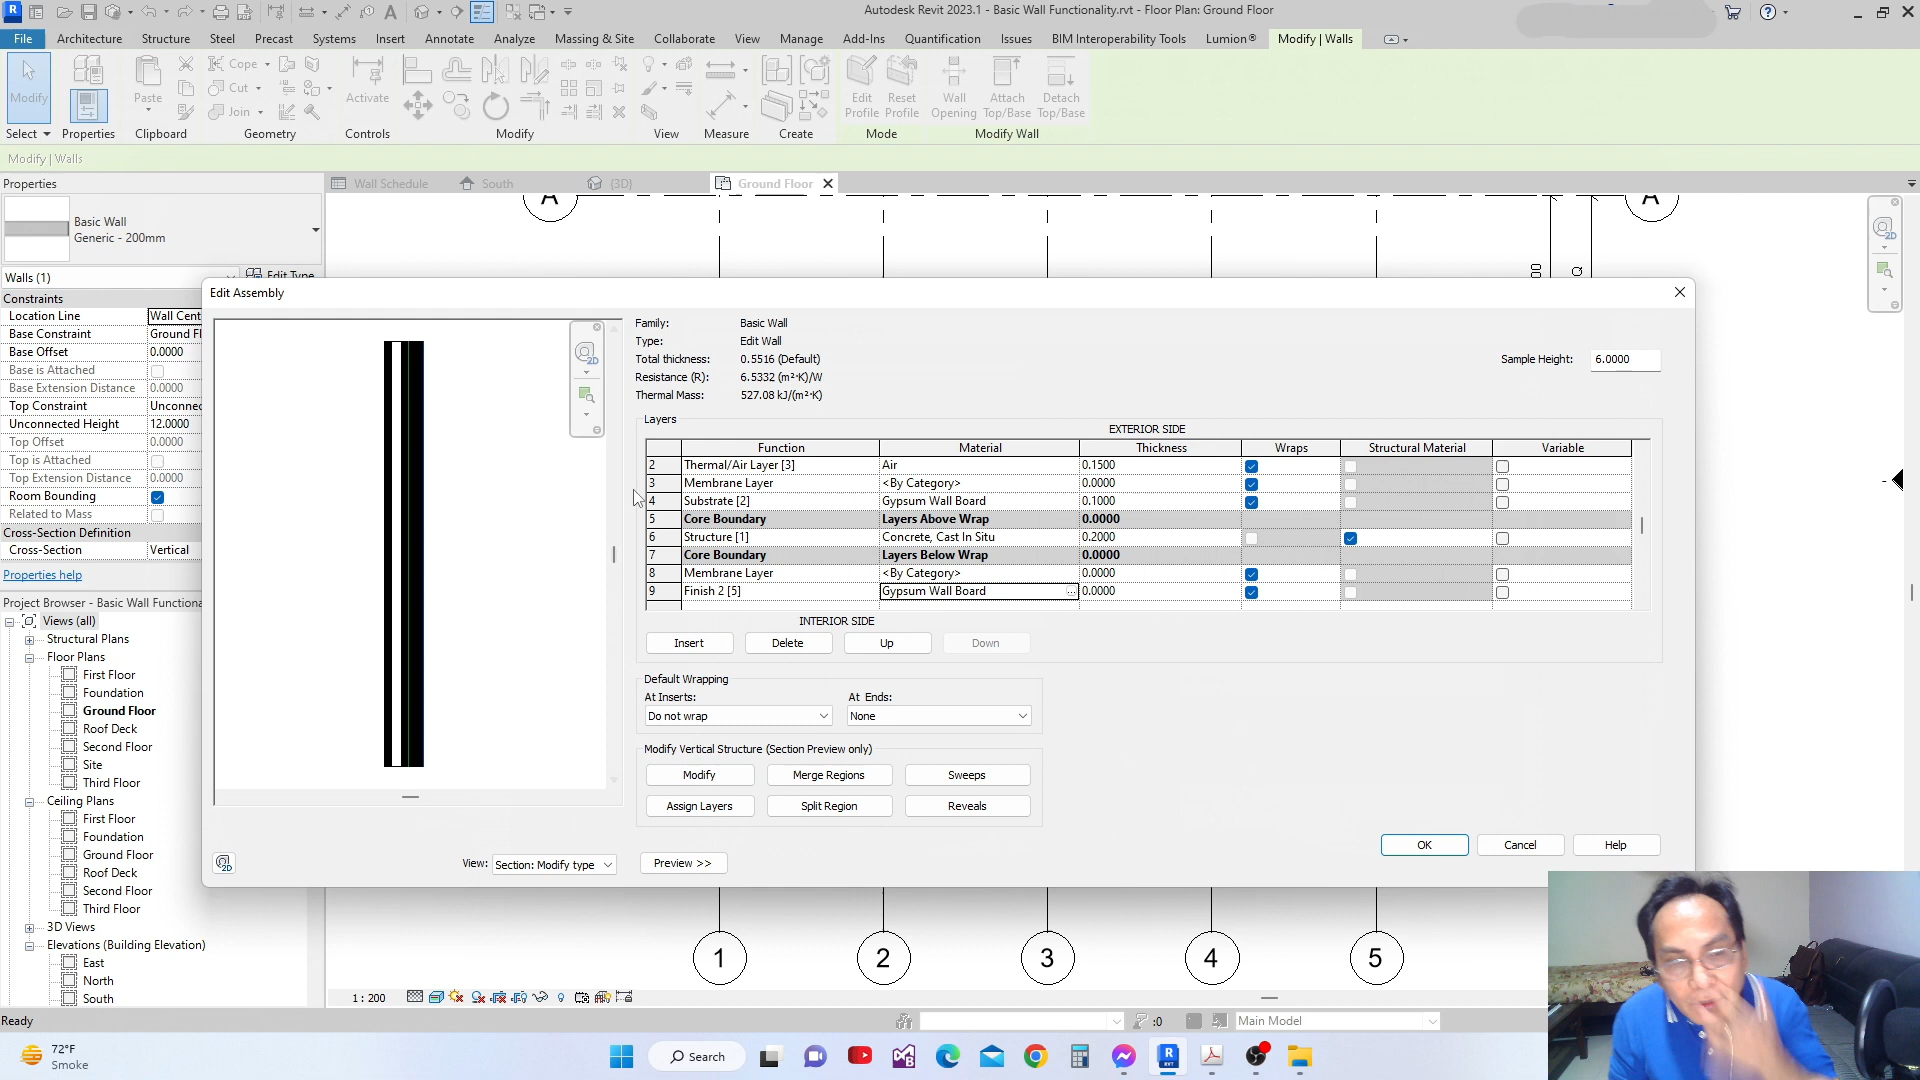 Autodesk Revit 2023.1 - Basic Wall Functionality.rvt - Floor Plan: Ground Floor
File Architecture Structure Steel Precast Systems Insert Annotate Analyze Massing & Site Collaborate View Manage Add-Ins Quantification Issues BIM Interoperability Tools Lumion® Modify | Walls
Modify Paste Cope Cut Join Activate
Edit Profile Reset Profile Wall Opening Attach Top/Base Detach Top/Base
Select Properties Clipboard Geometry Controls Modify View Measure Create Mode Modify Wall
Modify | Walls
Properties
Wall Schedule South {3D} Ground Floor
Basic Wall
Generic - 200mm
Walls (1) Edit Type
Constraints
Location Line Wall Cent
Base Constraint Ground Fl
Base Offset 0.0000
Base is Attached
Base Extension Distance 0.0000
Top Constraint Unconnec
Unconnected Height 12.0000
Top Offset 0.0000
Top is Attached
Top Extension Distance 0.0000
Room Bounding
Related to Mass
Cross-Section Definition
Cross-Section Vertical
Properties help
Project Browser - Basic Wall Functiona
Views (all)
Structural Plans
Floor Plans
First Floor
Foundation
Ground Floor
Roof Deck
Second Floor
Site
Third Floor
Ceiling Plans
First Floor
Foundation
Ground Floor
Roof Deck
Second Floor
Third Floor
3D Views
Elevations (Building Elevation)
East
North
South
A A
Edit Assembly
Family: Basic Wall
Type: Edit Wall
Total thickness: 0.5516 (Default)
Resistance (R): 6.5332 (m²·K)/W
Thermal Mass: 527.08 kJ/(m²·K)
Sample Height: 6.0000
Layers
EXTERIOR SIDE
Function Material Thickness Wraps Structural Material Variable
2 Thermal/Air Layer [3] Air 0.1500
3 Membrane Layer <By Category> 0.0000
4 Substrate [2] Gypsum Wall Board 0.1000
5 Core Boundary Layers Above Wrap 0.0000
6 Structure [1] Concrete, Cast In Situ 0.2000
7 Core Boundary Layers Below Wrap 0.0000
8 Membrane Layer <By Category> 0.0000
9 Finish 2 [5] Gypsum Wall Board 0.0000
INTERIOR SIDE
Insert Delete Up Down
Default Wrapping
At Inserts: At Ends:
Do not wrap None
Modify Vertical Structure (Section Preview only)
Modify Merge Regions Sweeps
Assign Layers Split Region Reveals
OK Cancel Help
View: Section: Modify type Preview >>
1 2 3 4 5
1 : 200
Ready
:0 Main Model
72°F
Smoke
Search